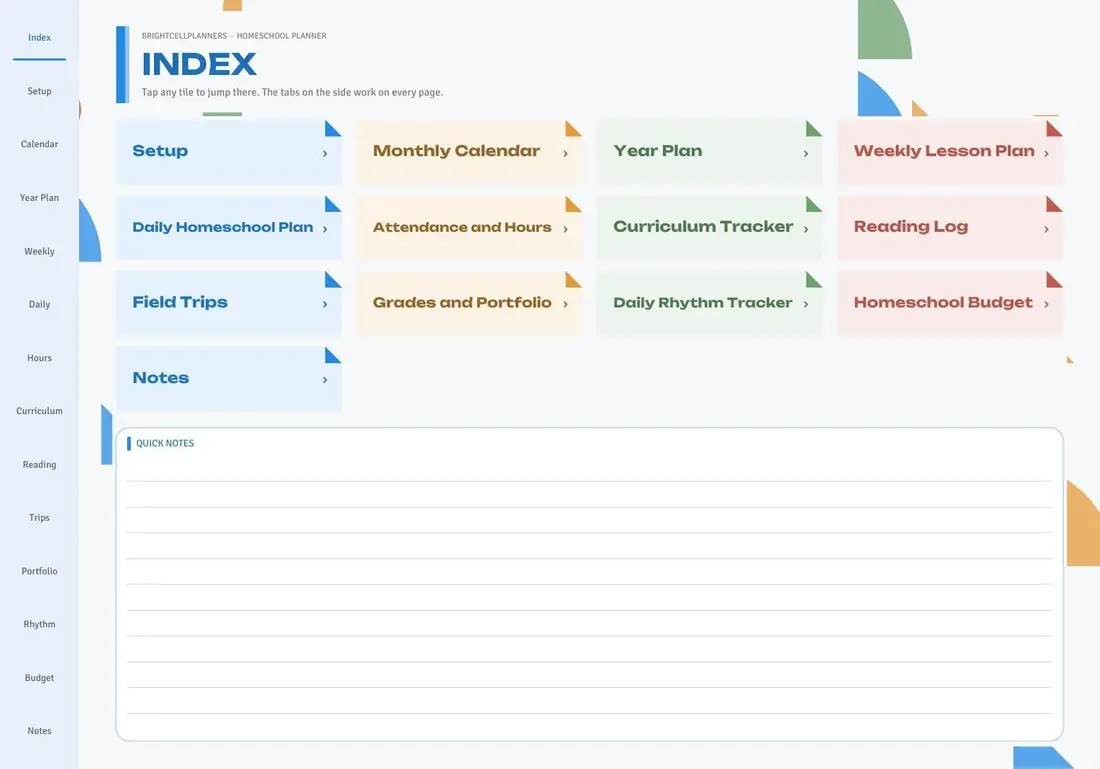 Index
Setup
Calendar
Year Plan
Weekly
Daily
Hours
Curriculum
Reading
Trips
Portfolio
Rhythm
Budget
Notes
BRIGHTCELLPLANNERS - HOMESCHOOL PLANNER
INDEX
Tap any tile to jump there. The tabs on the side work on every page.
Setup ›
Monthly Calendar ›
Year Plan ›
Weekly Lesson Plan ›
Daily Homeschool Plan ›
Attendance and Hours ›
Curriculum Tracker ›
Reading Log ›
Field Trips ›
Grades and Portfolio ›
Daily Rhythm Tracker ›
Homeschool Budget ›
Notes ›
QUICK NOTES